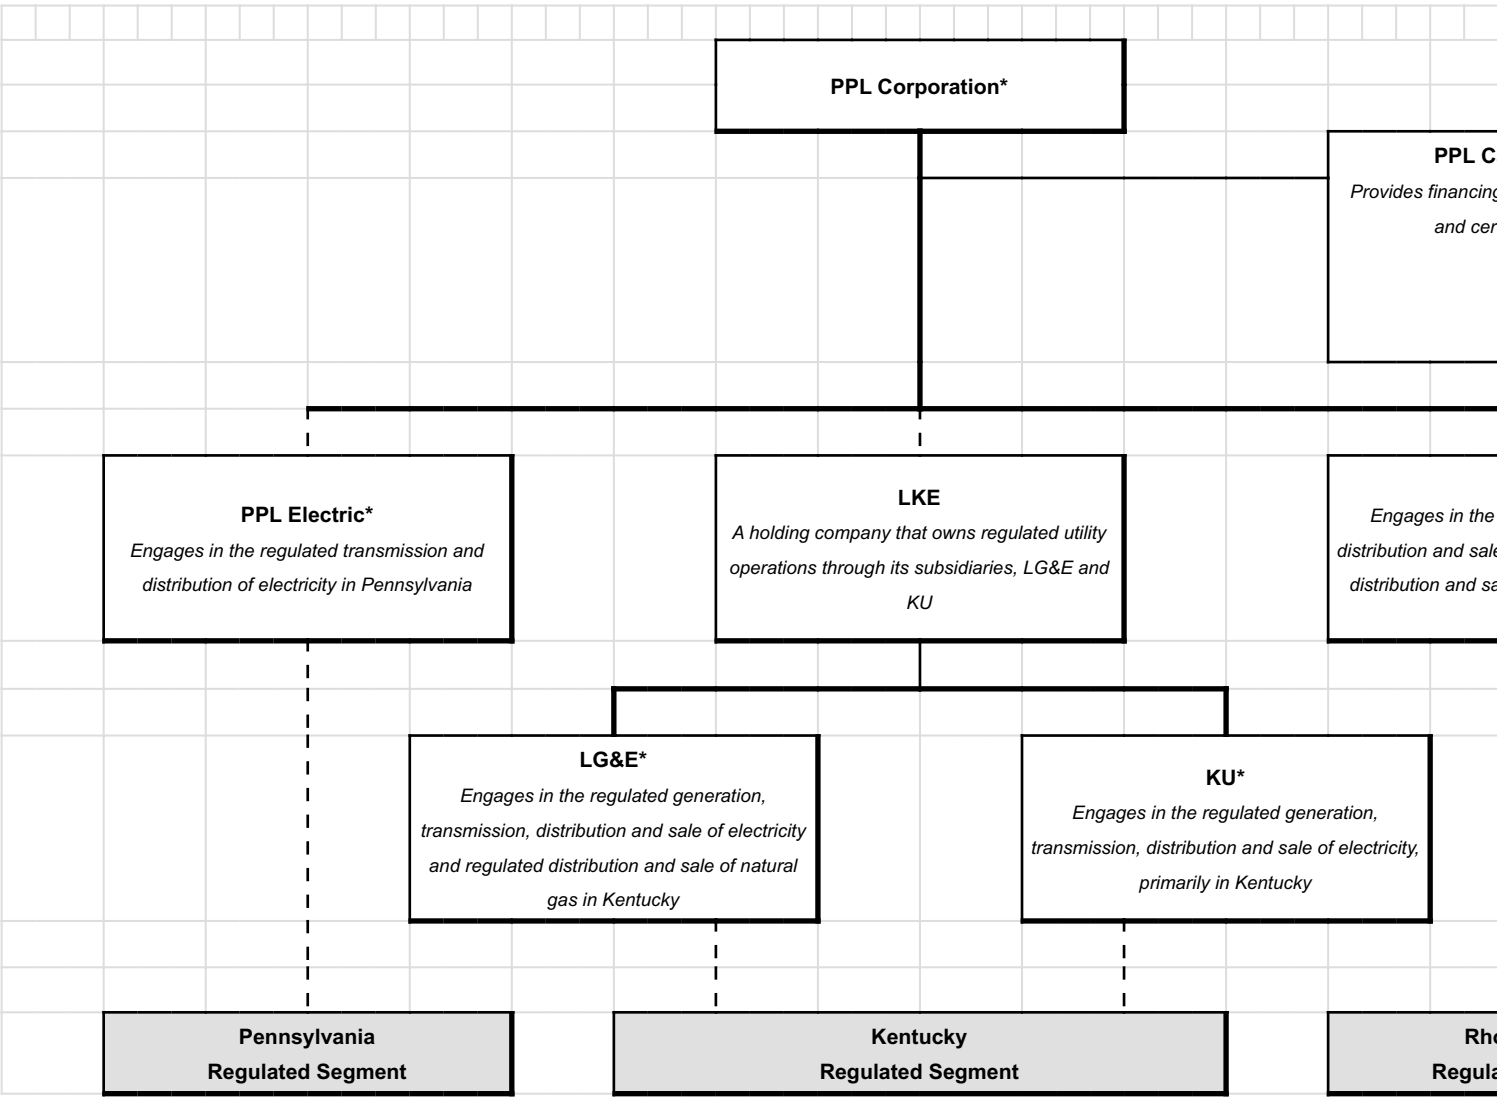 PPL Corporation*
PPL C
Provides financing
and cer
PPL Electric*
Engages in the regulated transmission and
distribution of electricity in Pennsylvania
LKE
A holding company that owns regulated utility
operations through its subsidiaries, LG&E and
KU
Engages in the
distribution and sale
distribution and sa
LG&E*
Engages in the regulated generation,
transmission, distribution and sale of electricity
and regulated distribution and sale of natural
gas in Kentucky
KU*
Engages in the regulated generation,
transmission, distribution and sale of electricity,
primarily in Kentucky
Pennsylvania
Regulated Segment
Kentucky
Regulated Segment
Rho
Regula